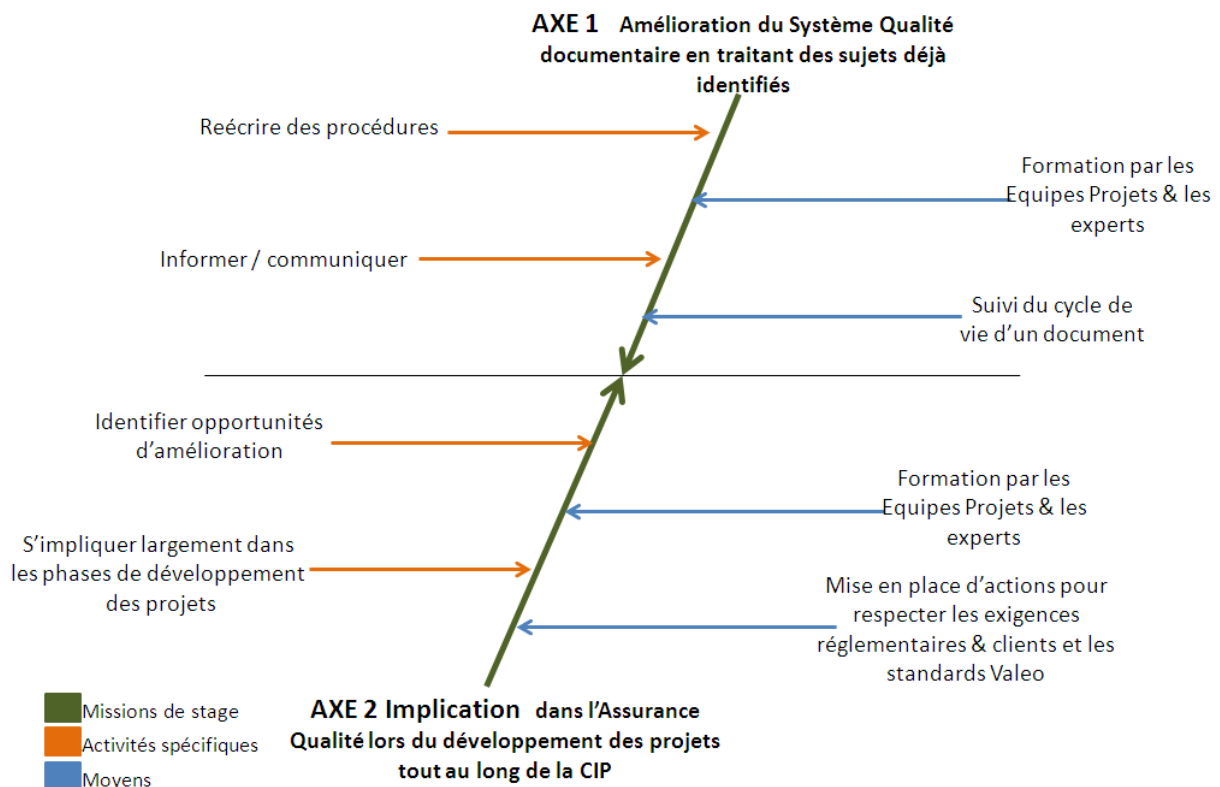 AXE 1 Amélioration du Système Qualité
documentaire en traitant des sujets déjà
identifiés
Reécrire des procédures
Formation par les
Equipes Projets & les
experts
Informer / communiquer
Suivi du cycle de
vie d’un document
Identifier opportunités
d’amélioration
Formation par les
Equipes Projets & les
experts
S’impliquer largement dans
les phases de développement
des projets
Mise en place d’actions pour
respecter les exigences
réglementaires & clients et les
standards Valeo
AXE 2 Implication dans l’Assurance
Qualité lors du développement des projets
tout au long de la CIP
Missions de stage
Activités spécifiques
Moyens